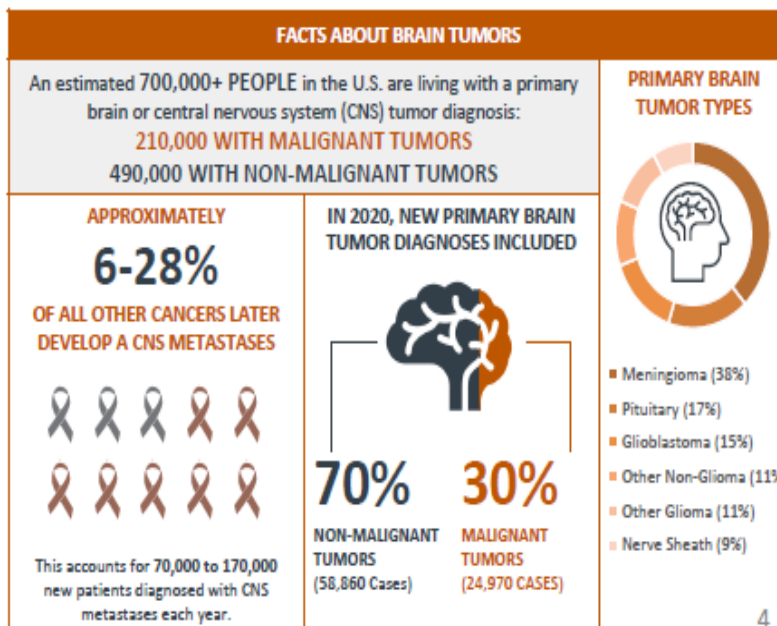 FACTS ABOUT BRAIN TUMORS
An estimated 700,000+ PEOPLE in the U.S. are living with a primary
brain or central nervous system (CNS) tumor diagnosis:
210,000 WITH MALIGNANT TUMORS
490,000 WITH NON-MALIGNANT TUMORS
APPROXIMATELY
6-28%
OF ALL OTHER CANCERS LATER
DEVELOP A CNS METASTASES
This accounts for 70,000 to 170,000
new patients diagnosed with CNS
metastases each year.
IN 2020, NEW PRIMARY BRAIN
TUMOR DIAGNOSES INCLUDED
70%
NON-MALIGNANT
TUMORS
(58,860 Cases)
30%
MALIGNANT
TUMORS
(24,970 CASES)
PRIMARY BRAIN
TUMOR TYPES
Meningioma (38%)
Pituitary (17%)
Glioblastoma (15%)
Other Non-Glioma (11%
Other Glioma (11%)
Nerve Sheath (9%)
4